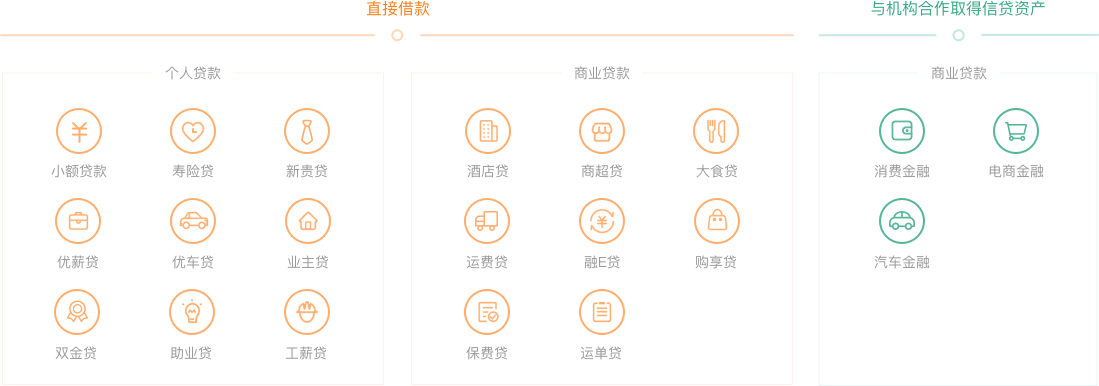 直接借款
与机构合作取得信贷资产
个人贷款
小额贷款 寿险贷 新贵贷
优薪贷 优车贷 业主贷
双金贷 助业贷 工薪贷
商业贷款
酒店贷 商超贷 大食贷
运费贷 融E贷 购享贷
保费贷 运单贷
商业贷款
消费金融 电商金融
汽车金融